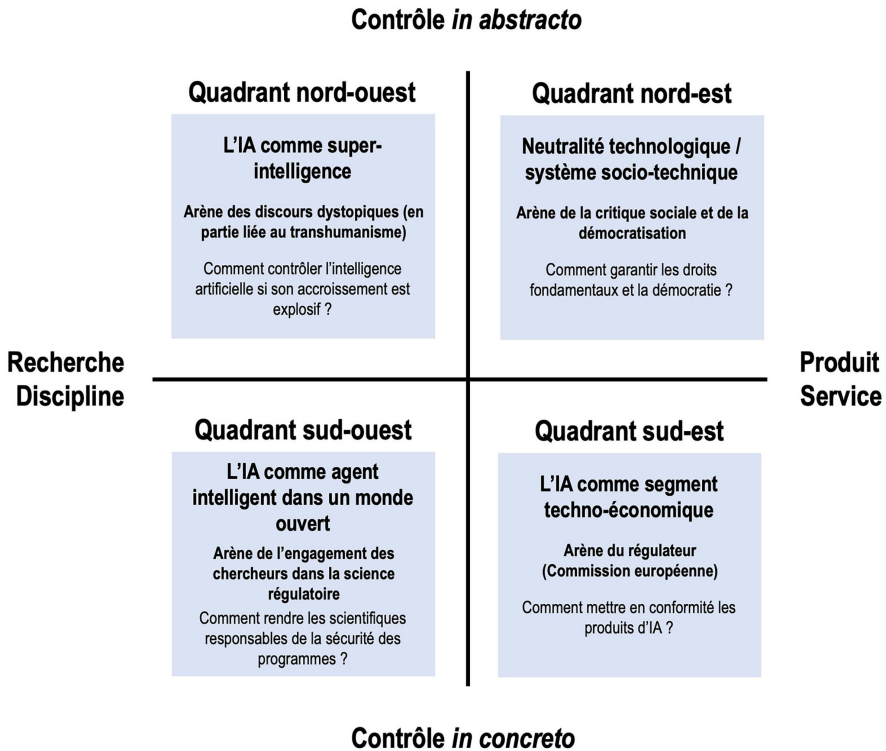 Contrôle in abstracto
Quadrant nord-ouest
L’IA comme super-
intelligence
Arène des discours dystopiques (en
partie liée au transhumanisme)
Comment contrôler l’intelligence
artificielle si son accroissement est
explosif ?
Quadrant nord-est
Neutralité technologique /
système socio-technique
Arène de la critique sociale et de la
démocratisation
Comment garantir les droits
fondamentaux et la démocratie ?
Recherche
Discipline
Produit
Service
Quadrant sud-ouest
L’IA comme agent
intelligent dans un monde
ouvert
Arène de l’engagement des
chercheurs dans la science
régulatoire
Comment rendre les scientifiques
responsables de la sécurité des
programmes ?
Quadrant sud-est
L’IA comme segment
techno-économique
Arène du régulateur
(Commission européenne)
Comment mettre en conformité les
produits d’IA ?
Contrôle in concreto